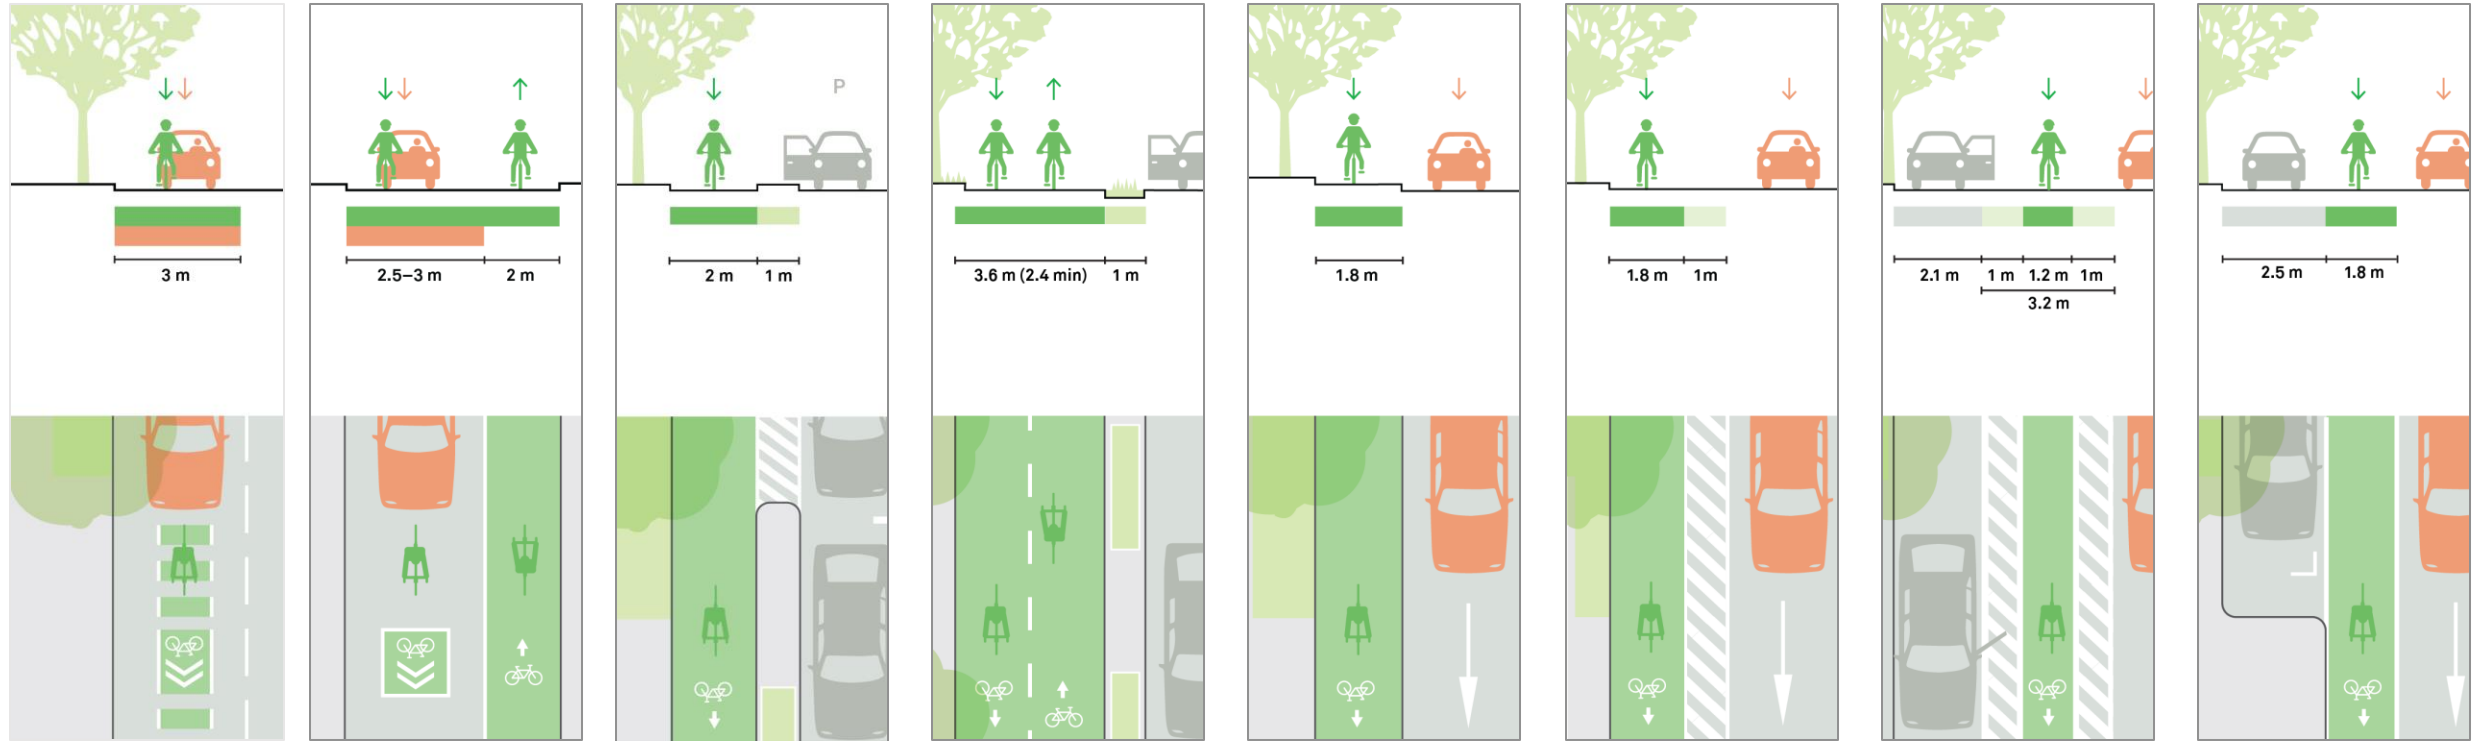 3 m
2.5–3 m 2 m
P
2 m 1 m
3.6 m (2.4 min) 1 m
1.8 m
1.8 m 1m
2.1 m 1 m 1.2 m 1m
3.2 m
2.5 m 1.8 m